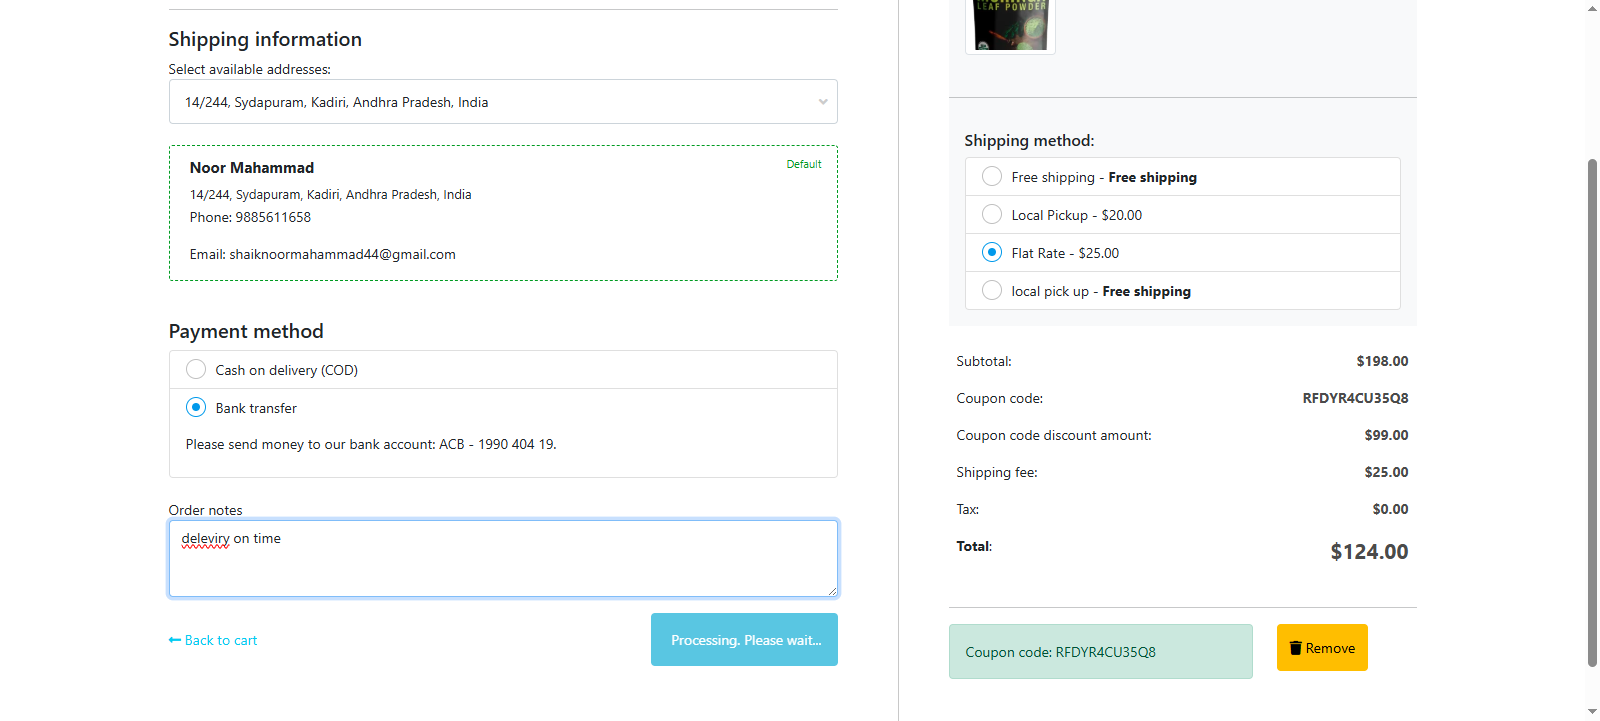 Shipping information
Select available addresses:
14/244, Sydapuram, Kadiri, Andhra Pradesh, India
Noor Mahammad
Default
14/244, Sydapuram, Kadiri, Andhra Pradesh, India
Phone: 9885611658
Email: shaiknoormahammad44@gmail.com
Payment method
Cash on delivery (COD)
Bank transfer
Please send money to our bank account: ACB - 1990 404 19.
Order notes
deleviry on time
Back to cart
Processing. Please wait...
LEAF POWDER
Shipping method:
Free shipping - Free shipping
Local Pickup - $20.00
Flat Rate - $25.00
local pick up - Free shipping
Subtotal: $198.00
Coupon code: RFDYR4CU35Q8
Coupon code discount amount: $99.00
Shipping fee: $25.00
Tax: $0.00
Total: $124.00
Coupon code: RFDYR4CU35Q8
Remove